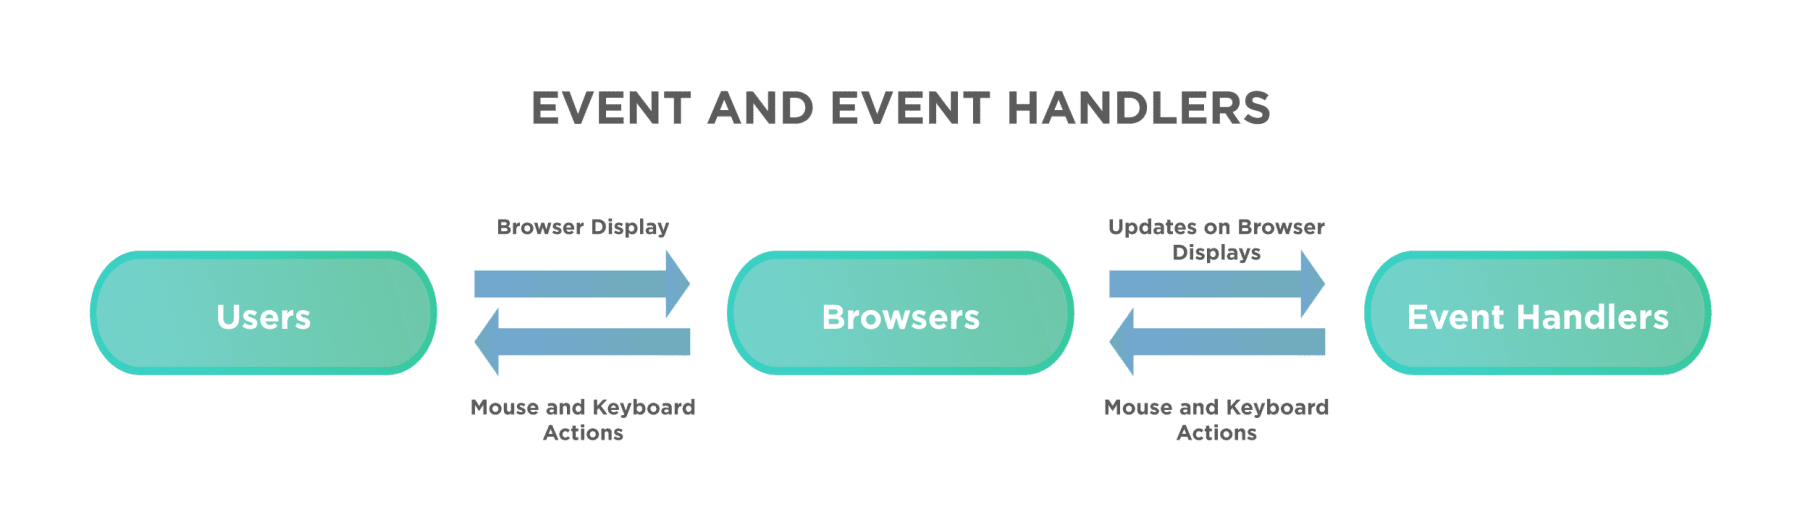 EVENT AND EVENT HANDLERS
Browser Display
Updates on Browser
Displays
Users
Browsers
Event Handlers
Mouse and Keyboard
Actions
Mouse and Keyboard
Actions